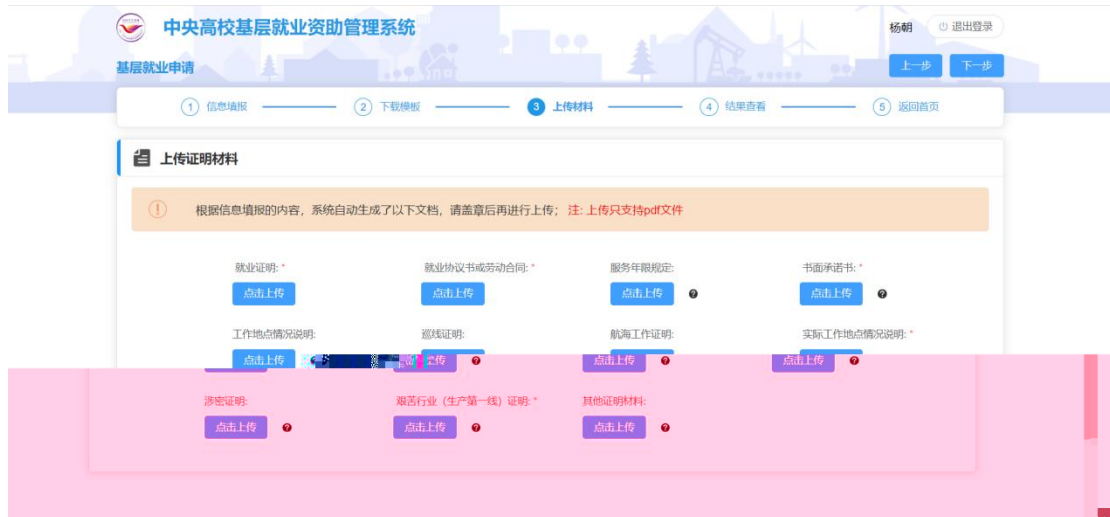 中央高校基层就业资助管理系统
杨朝 退出登录
基层就业申请
上一步 下一步
1 信息填报 2 下载模板 3 上传材料 4 结果查看 5 返回首页
上传证明材料
根据信息填报的内容，系统自动生成了以下文档，请盖章后再进行上传；注: 上传只支持pdf文件
就业证明: * 就业协议书或劳动合同: * 服务年限规定: 书面承诺书: *
点击上传 点击上传 点击上传 点击上传
工作地点情况说明: 巡线证明: 航海工作证明: 实际工作地点情况说明: *
点击上传 上传 点击上传 点击上传
涉密证明: 艰苦行业（生产第一线）证明: * 其他证明材料:
点击上传 点击上传 点击上传